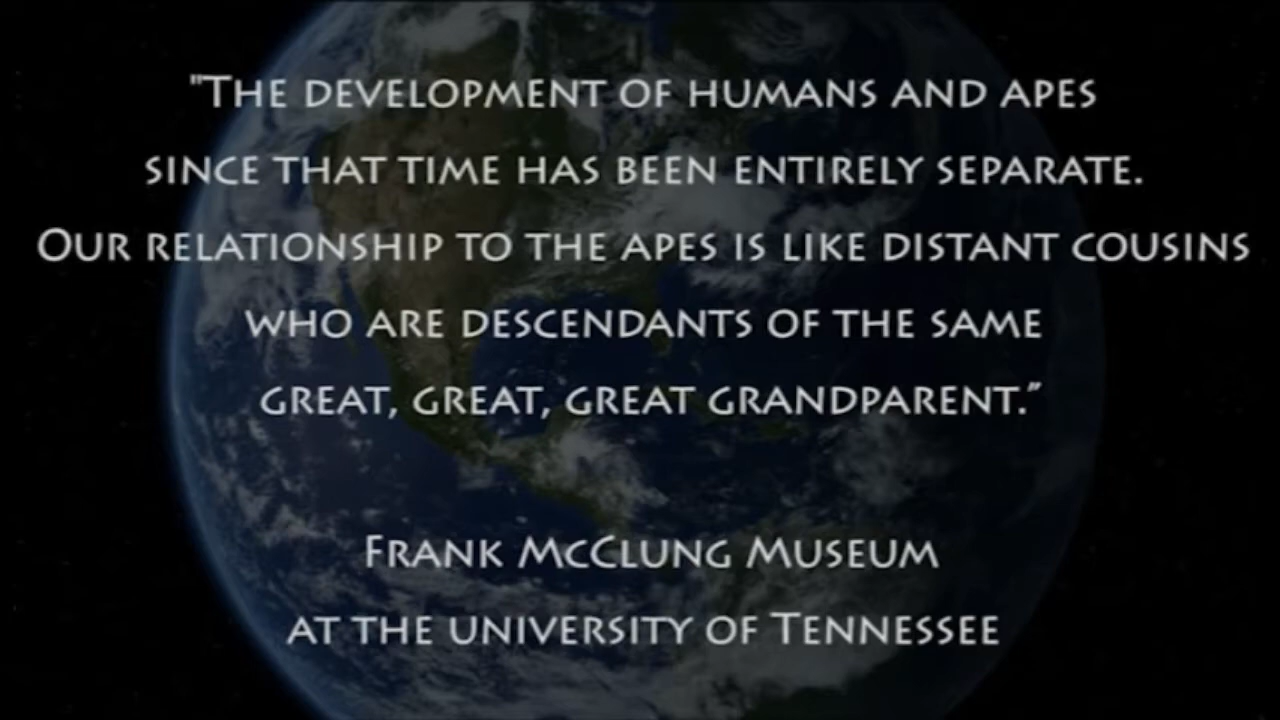 "The development of humans and apes
since that time has been entirely separate.
Our relationship to the apes is like distant cousins
who are descendants of the same
great, great, great grandparent.”
Frank McClung Museum
at the university of Tennessee